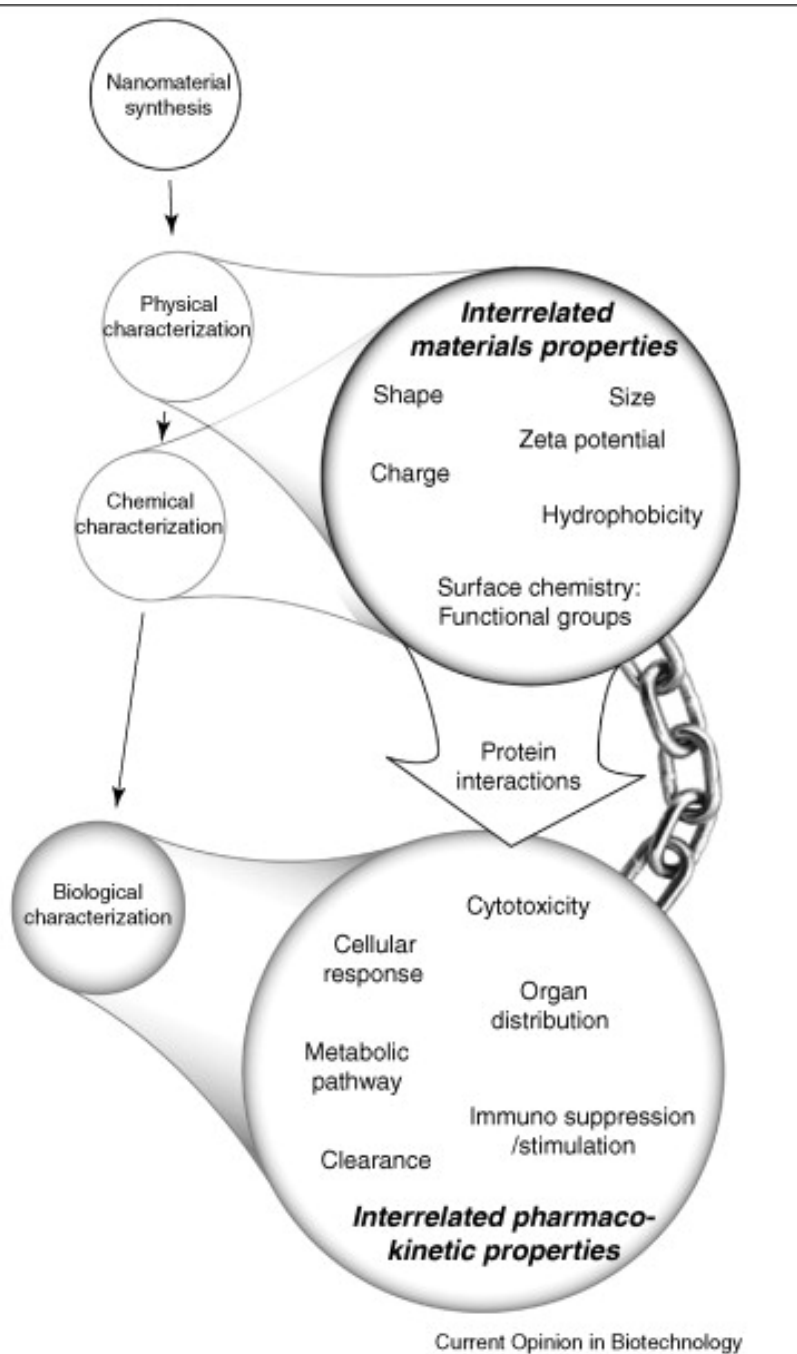 Nanomaterial
synthesis
Physical
characterization
Interrelated
materials properties
Shape
Size
Zeta potential
Charge
Hydrophobicity
Surface chemistry:
Functional groups
Chemical
characterization
Protein
interactions
Biological
characterization
Cytotoxicity
Cellular
response
Organ
distribution
Metabolic
pathway
Immuno suppression
/stimulation
Clearance
Interrelated pharmaco-
kinetic properties
Current Opinion in Biotechnology